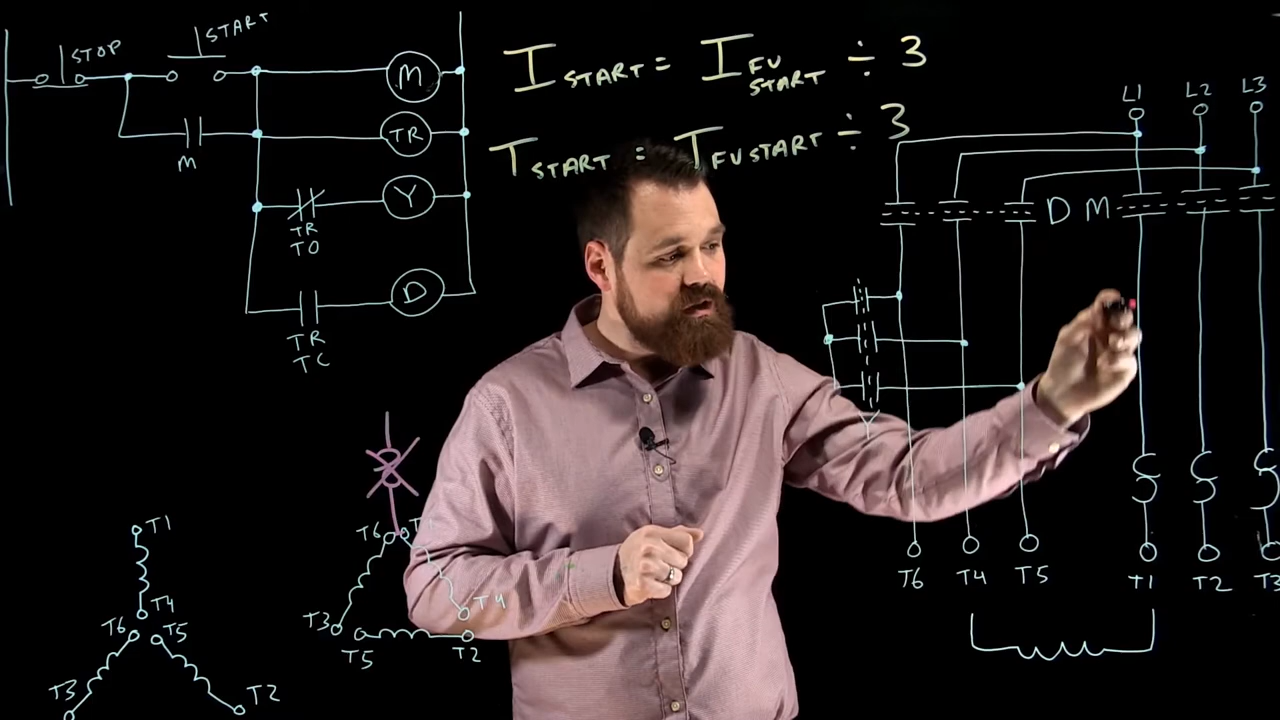 STOP
START
M
M
TR
TR
TO
Y
TR
TC
D
I START = I FV START ÷ 3
T START = T FV START ÷ 3
L1 L2 L3
D M
Y
T6 T4 T5 T1 T2 T3
T1
T4
T6 T5
T3 T2
T6
T4
T3
T5 T2